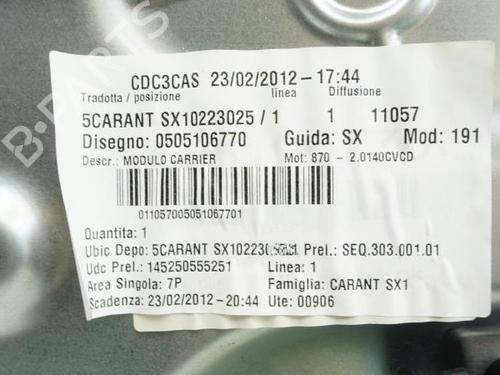 CDC3CAS 23/02/2012-17:44
Tradotta / posizione linea Diffusione
5CARANT SX10223025 / 1 1 11057
Disegno: 0505106770 Guida: SX Mod: 191
Descr.: MODULO CARRIER Mot: 870 - 2.0140CVCD
011057005051067701
Quantita: 1
Ubic Depo: 5CARANT Prel.: SEQ.303.001.01
Udc Prel.: 145250555251 Linea: 1
Area Singola: 7P Famiglia: CARANT SX1
Scadenza: 23/02/2012-20:44 Ute: 00906
B-PARTS